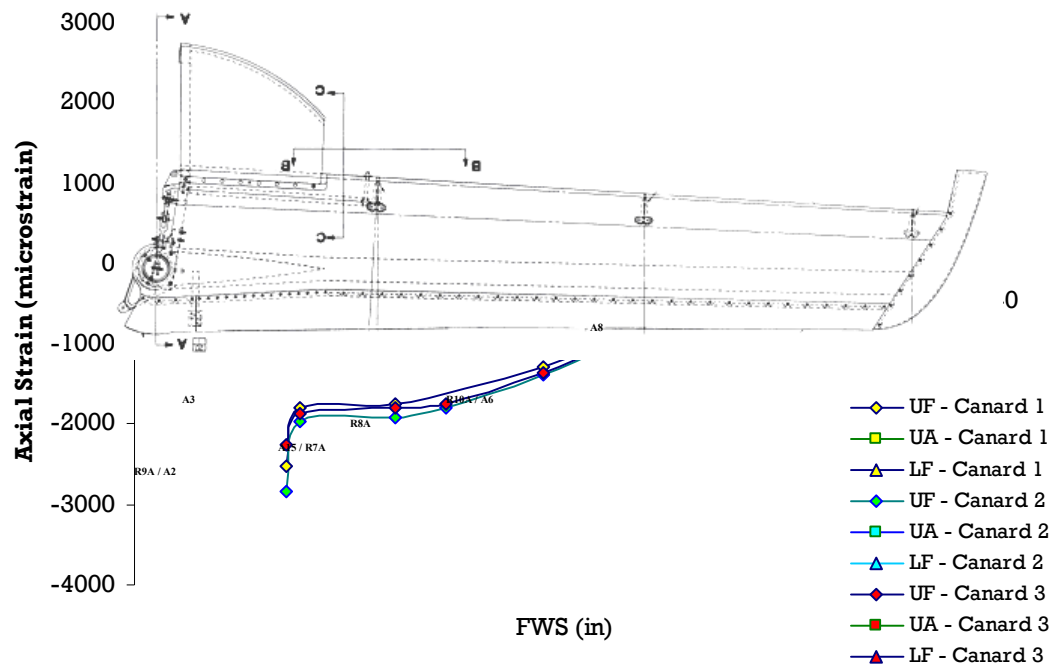 3000
2000
1000
0
-1000
-2000
-3000
-4000
Axial Strain (microstrain)
A
C
B
B
C
A
0
A8
A3
R10A / A6
R8A
R9A / A2
FWS (in)
UF - Canard 1
UA - Canard 1
LF - Canard 1
UF - Canard 2
UA - Canard 2
LF - Canard 2
UF - Canard 3
UA - Canard 3
LF - Canard 3